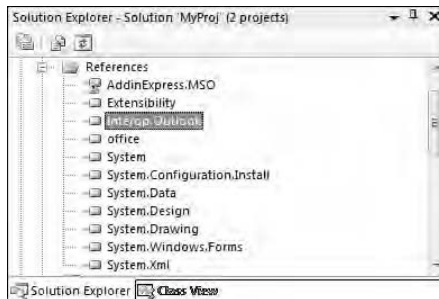 Solution Explorer - Solution 'MyProj' (2 projects)
References
AddinExpress.MSO
Extensibility
Interop.Outlook
office
System
System.Configuration.Install
System.Data
System.Design
System.Drawing
System.Windows.Forms
System.Xml
Solution Explorer Class View